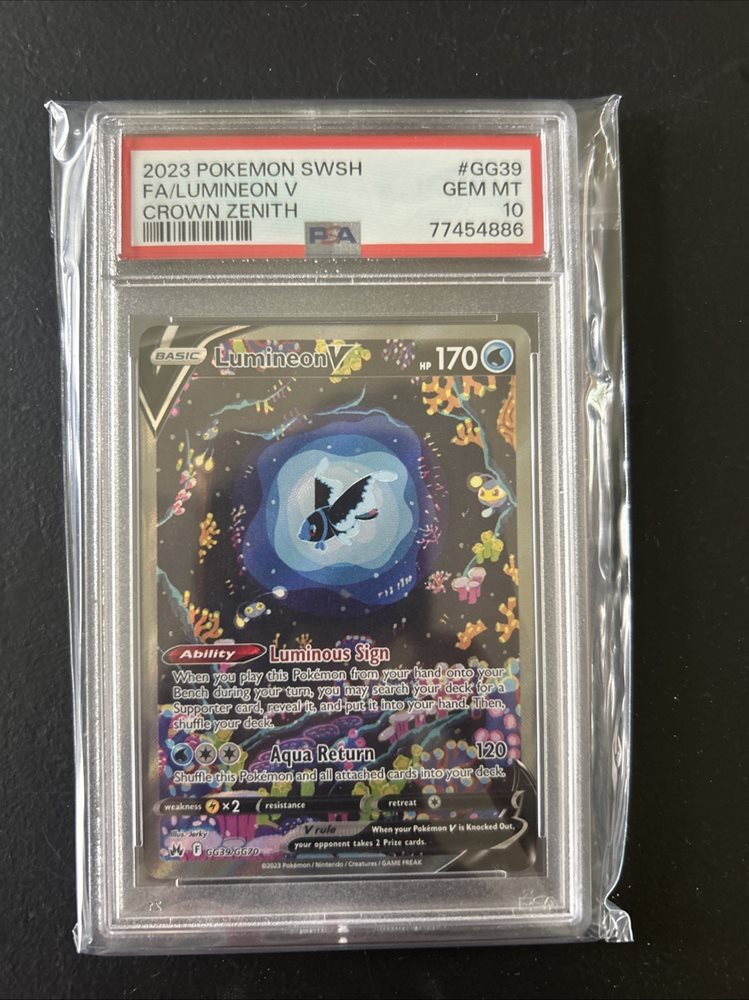 2023 POKEMON SWSH #GG39
FA/LUMINEON V GEM MT
CROWN ZENITH 10
PSA 77454886
BASIC Lumineon V HP 170
Ability Luminous Sign
When you play this Pokémon from your hand onto your
Bench during your turn, you may search your deck for a
Supporter card, reveal it, and put it into your hand. Then,
shuffle your deck.
Aqua Return 120
Shuffle this Pokémon and all attached cards into your deck.
weakness ×2 resistance retreat
V rule When your Pokémon V is Knocked Out,
your opponent takes 2 Prize cards.
Illus. Jerky
F GG39/GG70
©2023 Pokémon / Nintendo / Creatures / GAME FREAK